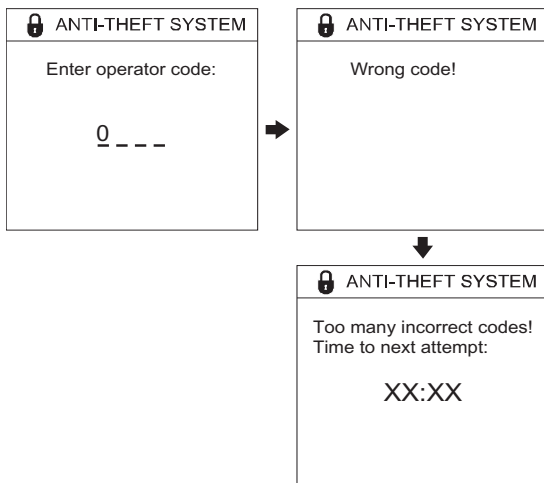 ANTI-THEFT SYSTEM
Enter operator code:
0 _ _ _
ANTI-THEFT SYSTEM
Wrong code!
ANTI-THEFT SYSTEM
Too many incorrect codes!
Time to next attempt:
XX:XX